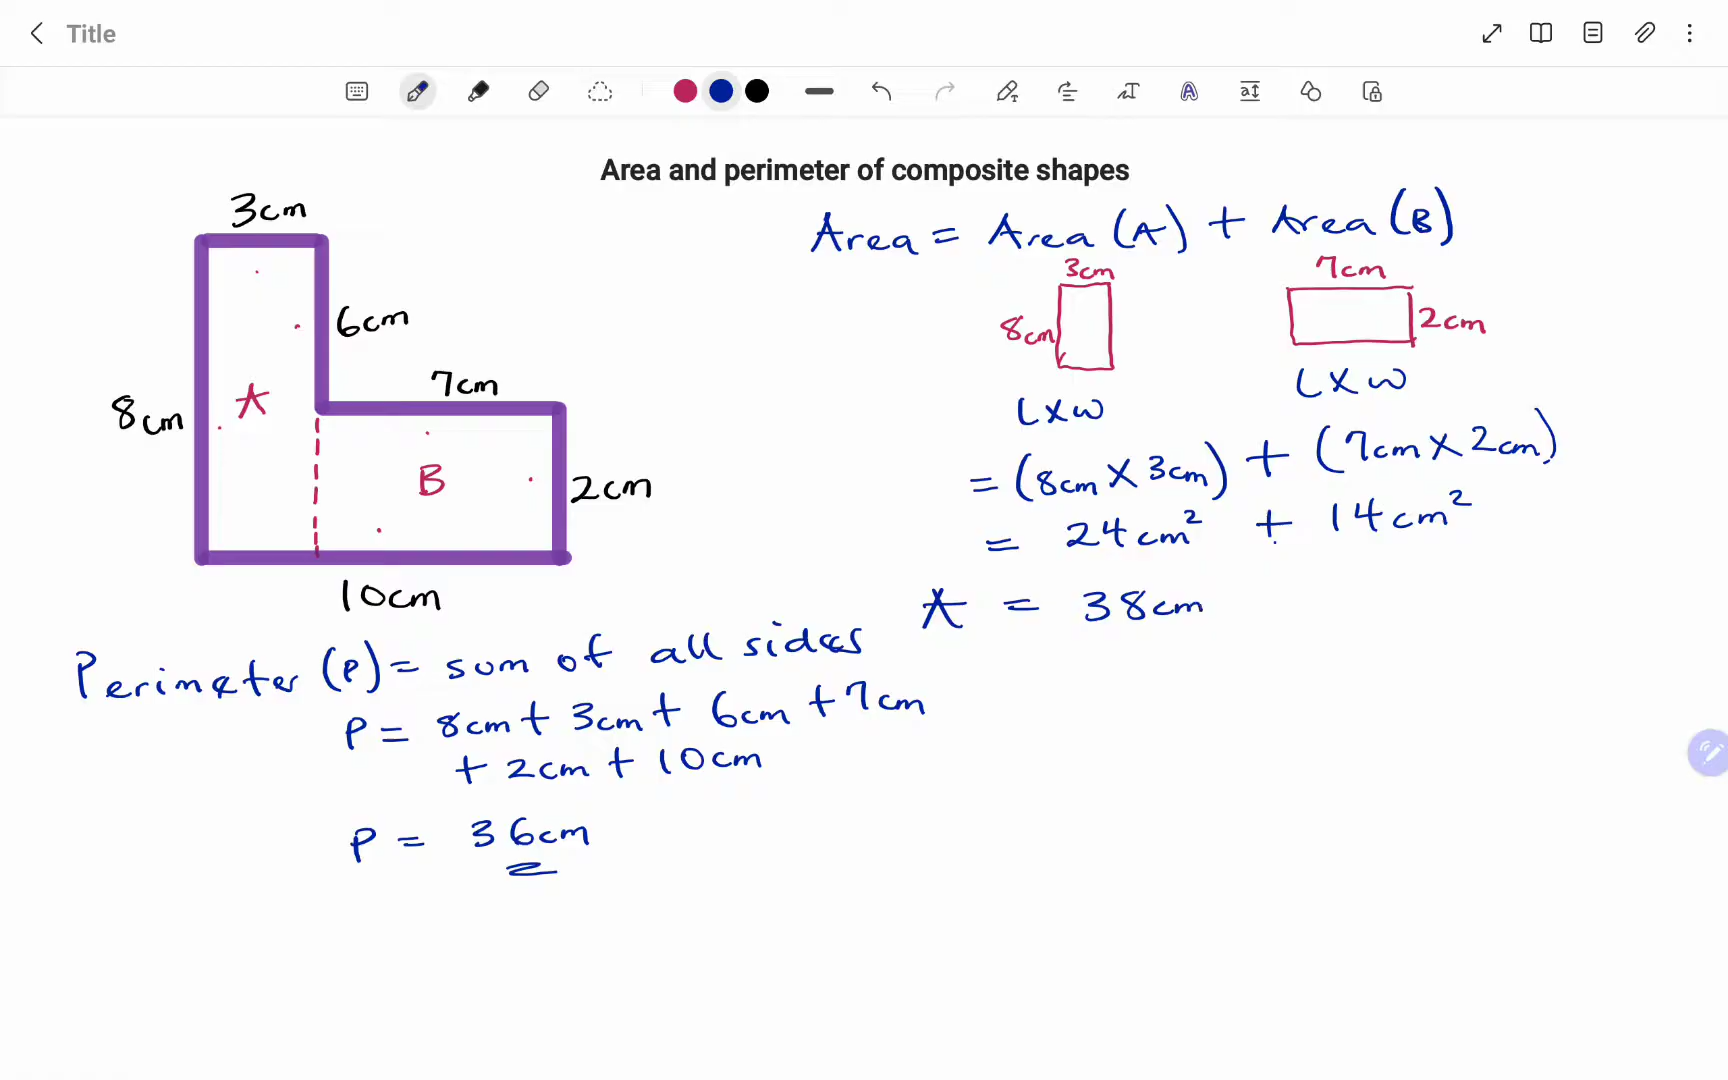 Title
Area and perimeter of composite shapes
3cm
6cm
7cm
8cm
A
B
2cm
10cm
Area = Area (A) + Area (B)
3cm
7cm
8cm
2cm
L X W
L X W
= (8cm X 3cm) + (7cm X 2cm)
= 24cm² + 14cm²
A = 38cm
Perimeter (P) = sum of all sides
P = 8cm + 3cm + 6cm + 7cm
+ 2cm + 10cm
P = 36cm